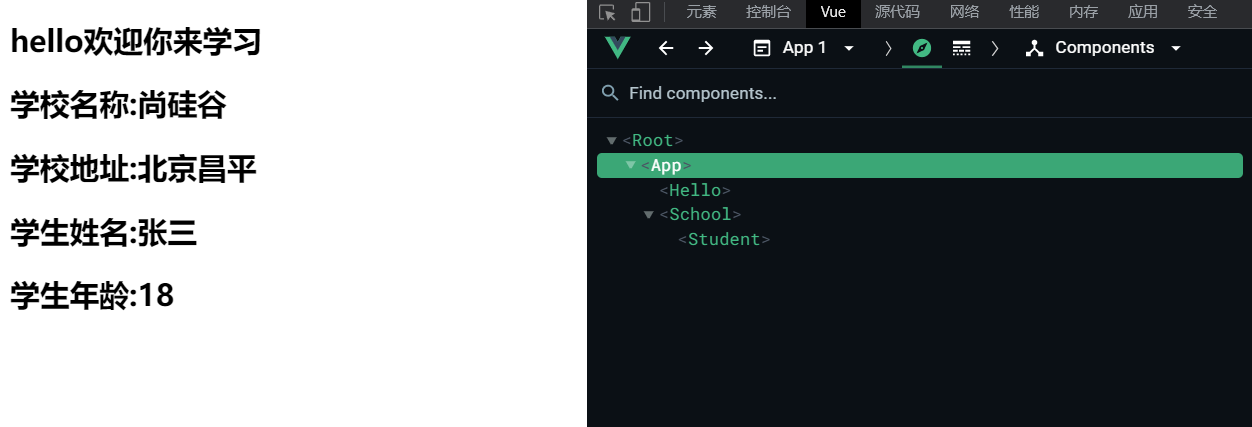 hello欢迎你来学习
学校名称:尚硅谷
学校地址:北京昌平
学生姓名:张三
学生年龄:18
元素 控制台 Vue 源代码 网络 性能 内存 应用 安全
App 1 Components
Find components...
<Root>
<App>
<Hello>
<School>
<Student>